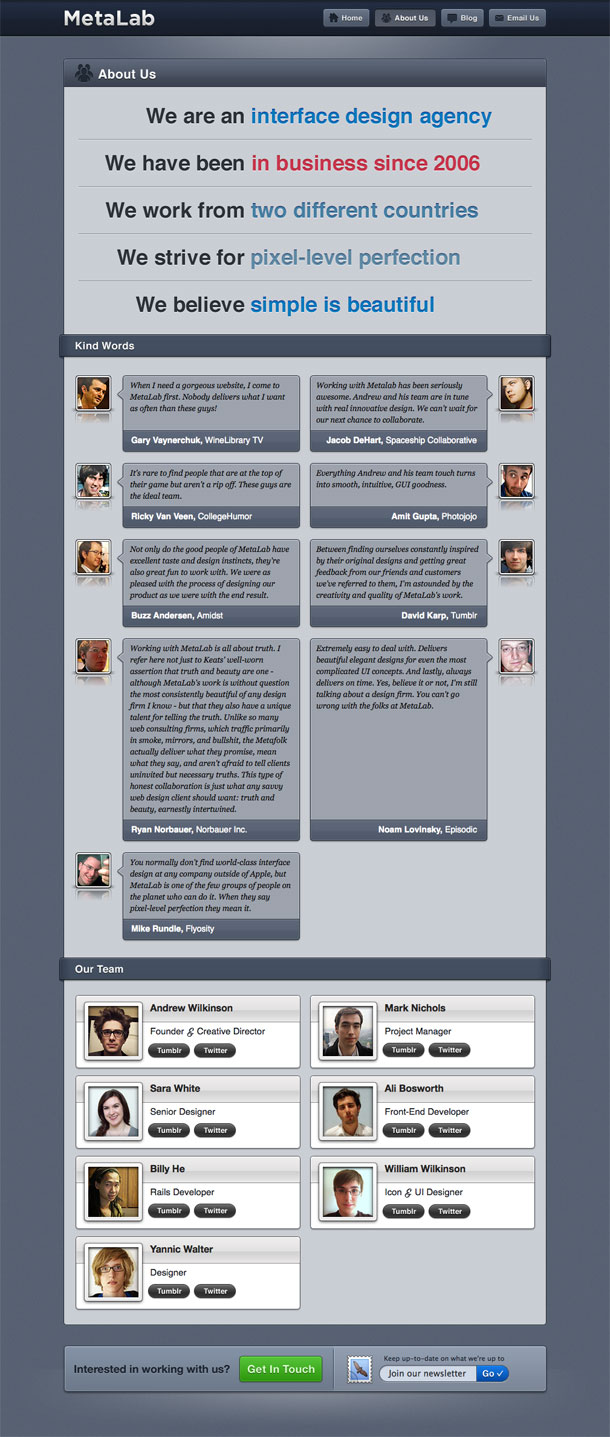 MetaLab
Home
About Us
Blog
Email Us
About Us
We are an interface design agency
We have been in business since 2006
We work from two different countries
We strive for pixel-level perfection
We believe simple is beautiful
Kind Words
When I need a gorgeous website, I come to
MetaLab first. Nobody delivers what I want
as often than these guys!
Gary Vaynerchuk, WineLibrary TV
Working with Metalab has been seriously
awesome. Andrew and his team are in tune
with real innovative design. We can't wait for
our next chance to collaborate.
Jacob DeHart, Spaceship Collaborative
It's rare to find people that are at the top of
their game but aren't a rip off. These guys are
the ideal team.
Ricky Van Veen, CollegeHumor
Everything Andrew and his team touch turns
into smooth, intuitive, GUI goodness.
Amit Gupta, Photojojo
Not only do the good people of MetaLab have
excellent taste and design instincts, they're
also great fun to work with. We were as
pleased with the process of designing our
product as we were with the end result.
Buzz Andersen, Amidst
Between finding ourselves constantly inspired
by their original designs and getting great
feedback from our friends and customers
we've referred to them, I'm astounded by the
creativity and quality of MetaLab's work.
David Karp, Tumblr
Working with MetaLab is all about truth. I
refer here not just to Keats' well-worn
assertion that truth and beauty are one -
although MetaLab's work is without question
the most consistently beautiful of any design
firm I know - but that they also have a unique
talent for telling the truth. Unlike so many
web consulting firms, which traffic primarily
in smoke, mirrors, and bullshit, the Metafolk
actually deliver what they promise, mean
what they say, and aren't afraid to tell clients
uninvited but necessary truths. This type of
honest collaboration is just what any savvy
web design client should want: truth and
beauty, earnestly intertwined.
Ryan Norbauer, Norbauer Inc.
Extremely easy to deal with. Delivers
beautiful elegant designs for even the most
complicated UI concepts. And lastly, always
delivers on time. Yes, believe it or not, I'm still
talking about a design firm. You can't go
wrong with the folks at MetaLab.
Noam Lovinsky, Episodic
You normally don't find world-class interface
design at any company outside of Apple, but
MetaLab is one of the few groups of people on
the planet who can do it. When they say
pixel-level perfection they mean it.
Mike Rundle, Flyosity
Our Team
Andrew Wilkinson
Founder & Creative Director
Tumblr
Twitter
Mark Nichols
Project Manager
Tumblr
Twitter
Sara White
Senior Designer
Tumblr
Twitter
Ali Bosworth
Front-End Developer
Tumblr
Twitter
Billy He
Rails Developer
Tumblr
Twitter
William Wilkinson
Icon & UI Designer
Tumblr
Twitter
Yannic Walter
Designer
Tumblr
Twitter
Interested in working with us?
Get In Touch
Keep up-to-date on what we're up to
Join our newsletter
Go ✓